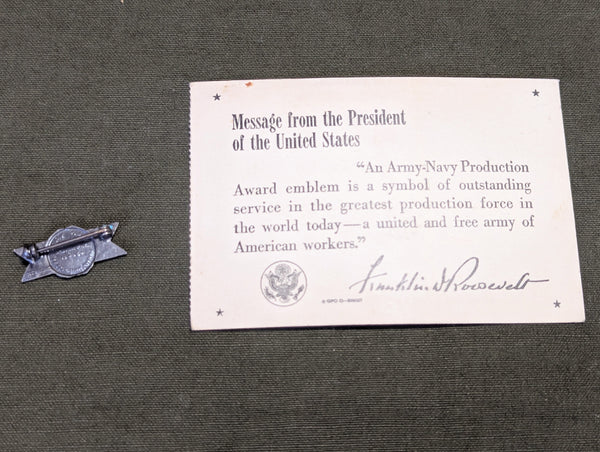 Message from the President
of the United States
“An Army-Navy Production
Award emblem is a symbol of outstanding
service in the greatest production force in
the world today—a united and free army of
American workers.”
Franklin D Roosevelt